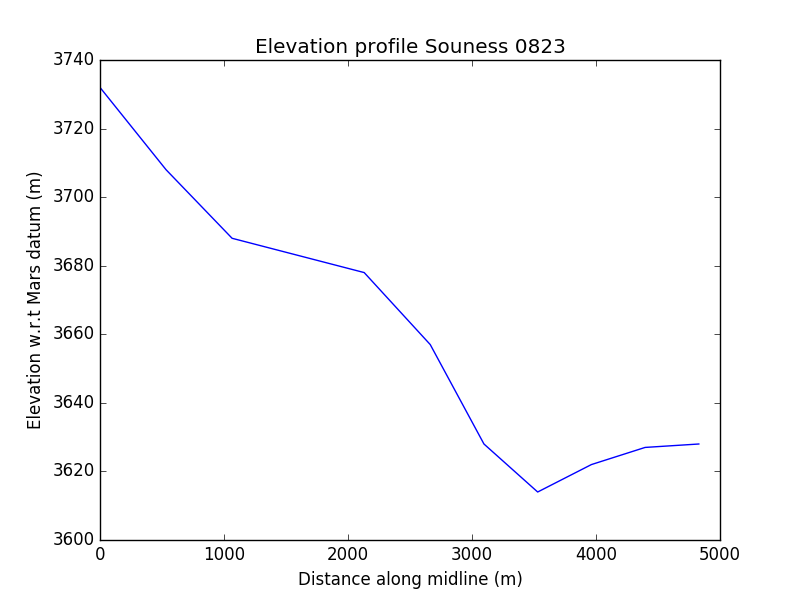 Elevation profile Souness 0823
3740
3720
3700
3680
3660
3640
3620
3600
Elevation w.r.t Mars datum (m)
0 1000 2000 3000 4000 5000
Distance along midline (m)